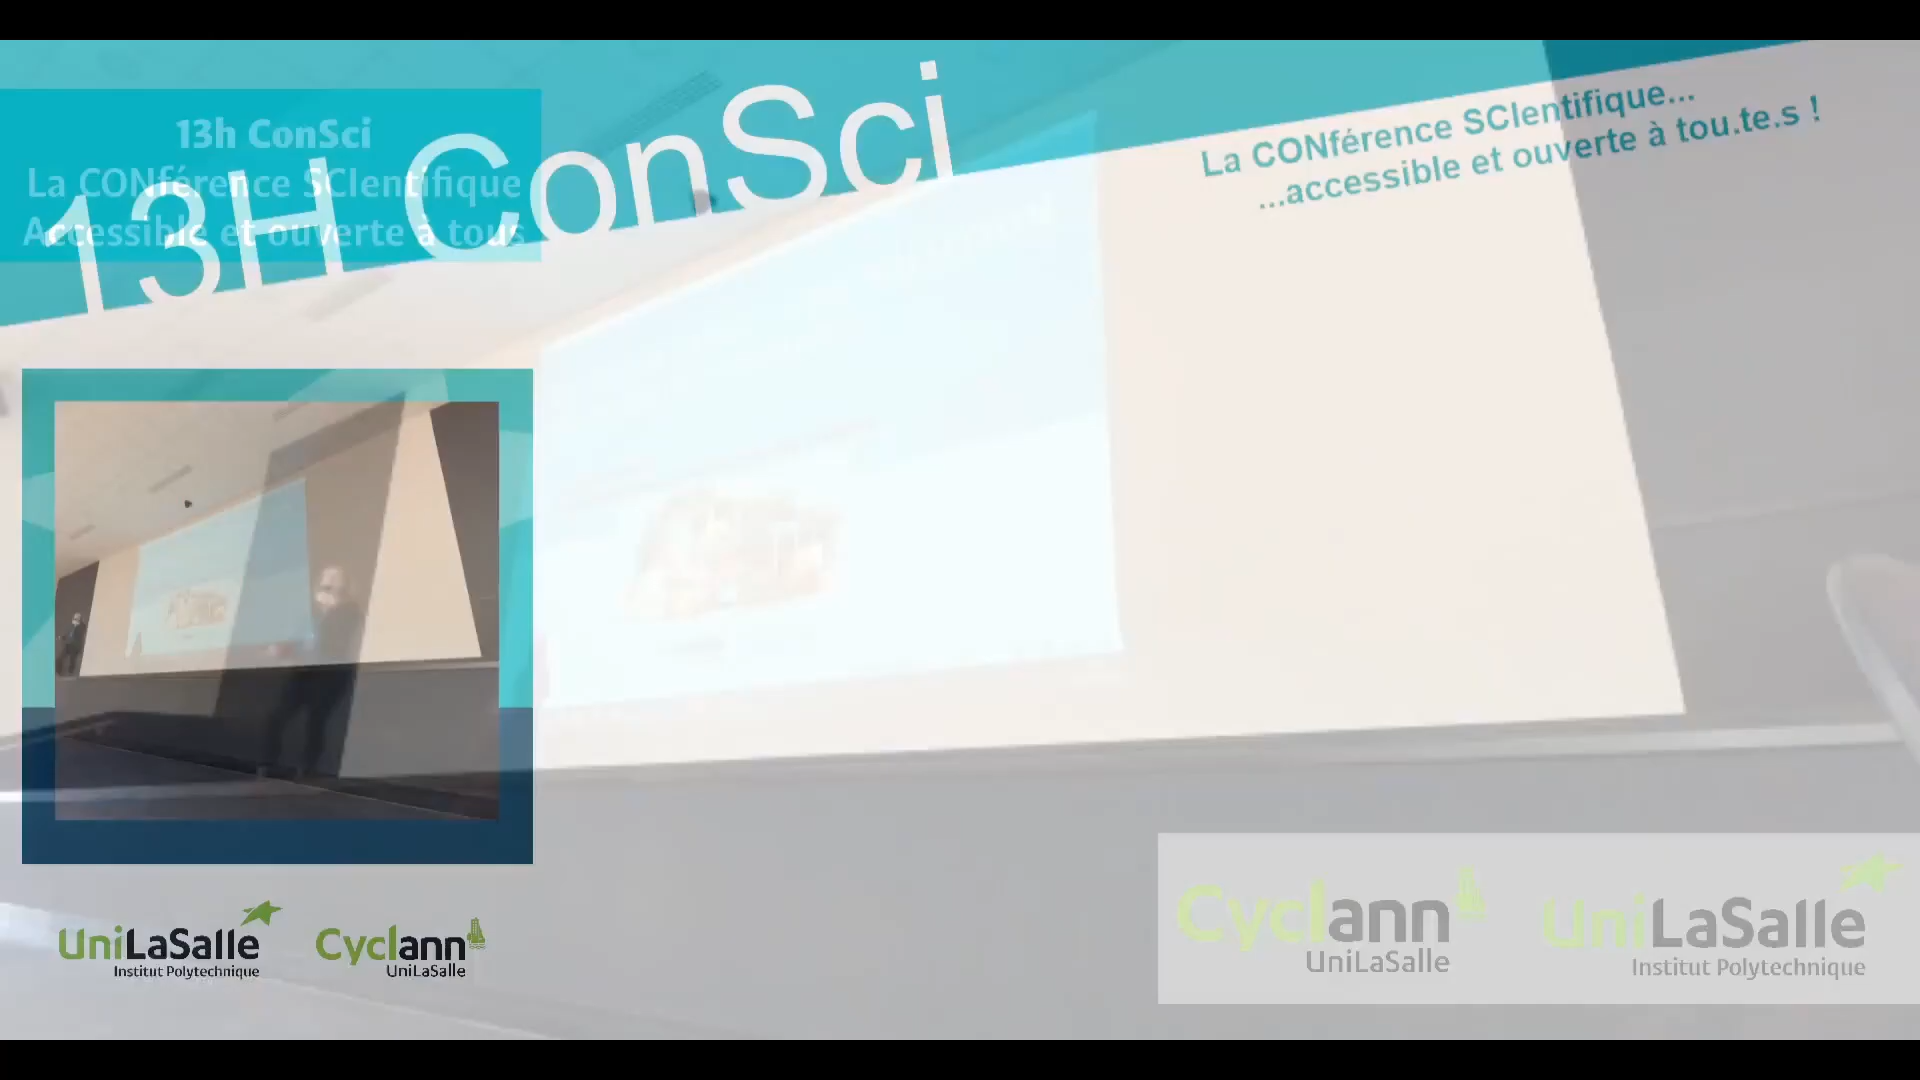 13h ConSci
La CONférence SCIentifique
Accessible et ouverte à tous
13H ConSci
La CONférence SCIentifique...
...accessible et ouverte à tou.te.s !
UniLaSalle
Institut Polytechnique
Cyclann
UniLaSalle
Cyclann
UniLaSalle
UniLaSalle
Institut Polytechnique